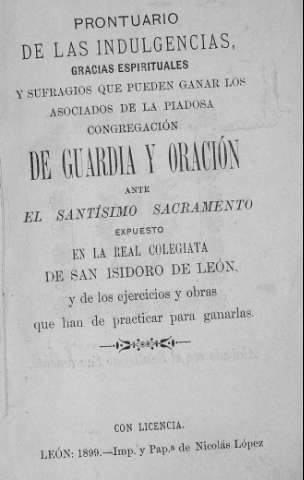 PRONTUARIO
DE LAS INDULGENCIAS,
GRACIAS ESPIRITUALES
Y SUFRAGIOS QUE PUEDEN GANAR LOS
ASOCIADOS DE LA PIADOSA
CONGREGACIÓN
DE GUARDIA Y ORACIÓN
ANTE
EL SANTÍSIMO SACRAMENTO
EXPUESTO
EN LA REAL COLEGIATA
DE SAN ISIDORO DE LEÓN,
y de los ejercicios y obras
que han de practicar para ganarlas.
CON LICENCIA.
LEÓN: 1899.—Imp. y Pap.ª de Nicolás López